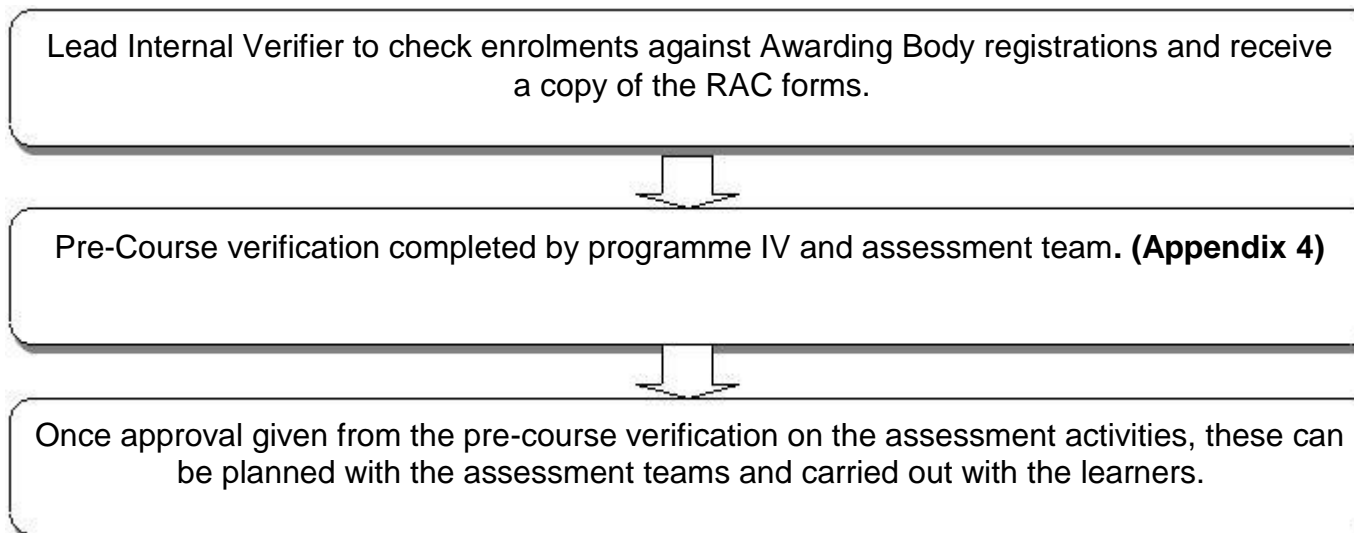 Lead Internal Verifier to check enrolments against Awarding Body registrations and receive
a copy of the RAC forms.
Pre-Course verification completed by programme IV and assessment team. (Appendix 4)
Once approval given from the pre-course verification on the assessment activities, these can
be planned with the assessment teams and carried out with the learners.